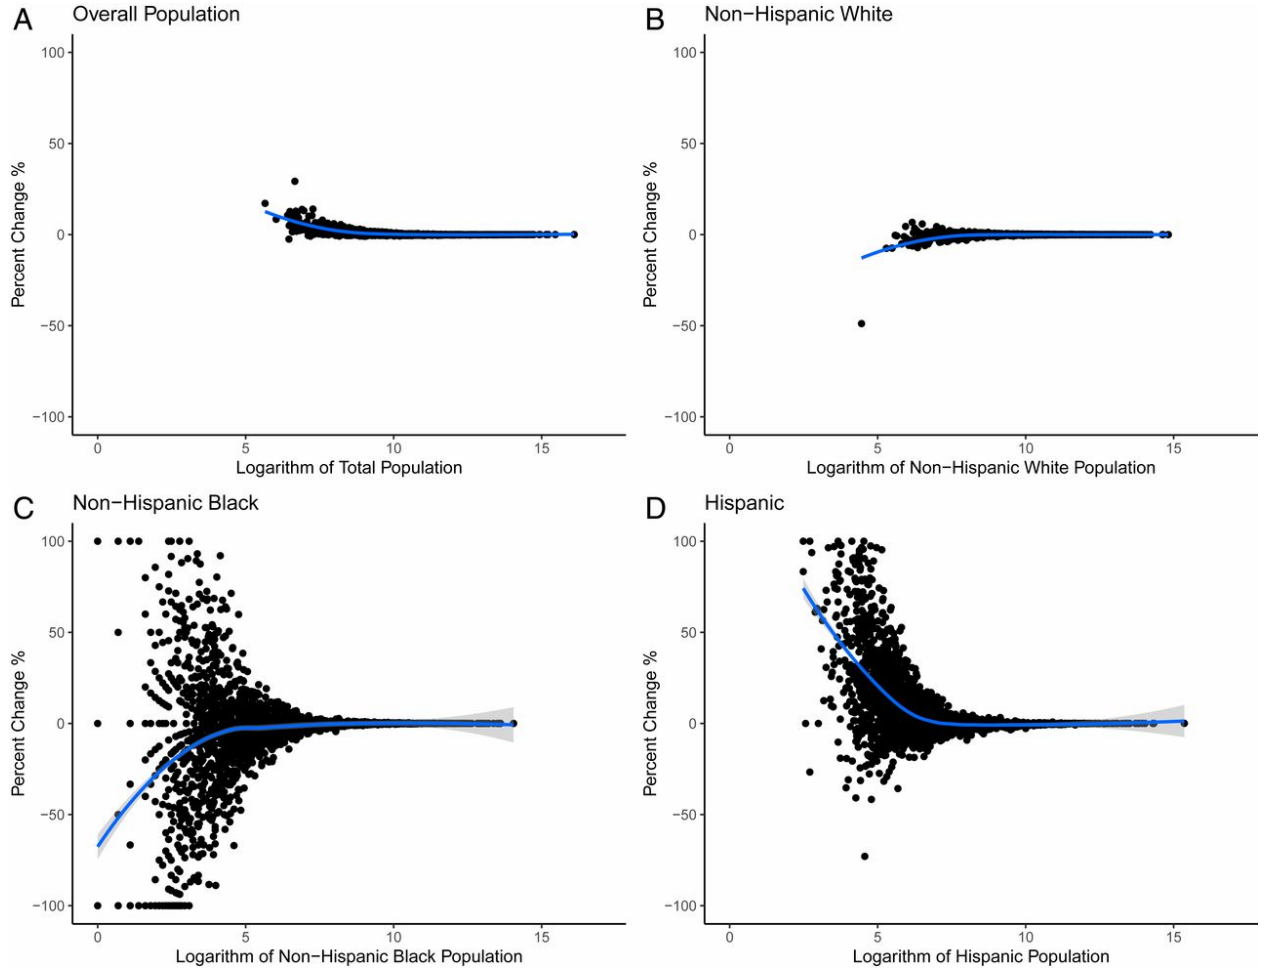 A Overall Population
Percent Change %
100
50
0
−50
−100
0 5 10 15
Logarithm of Total Population
B Non−Hispanic White
Percent Change %
100
50
0
−50
−100
0 5 10 15
Logarithm of Non−Hispanic White Population
C Non−Hispanic Black
Percent Change %
100
50
0
−50
−100
0 5 10 15
Logarithm of Non−Hispanic Black Population
D Hispanic
Percent Change %
100
50
0
−50
−100
0 5 10 15
Logarithm of Hispanic Population